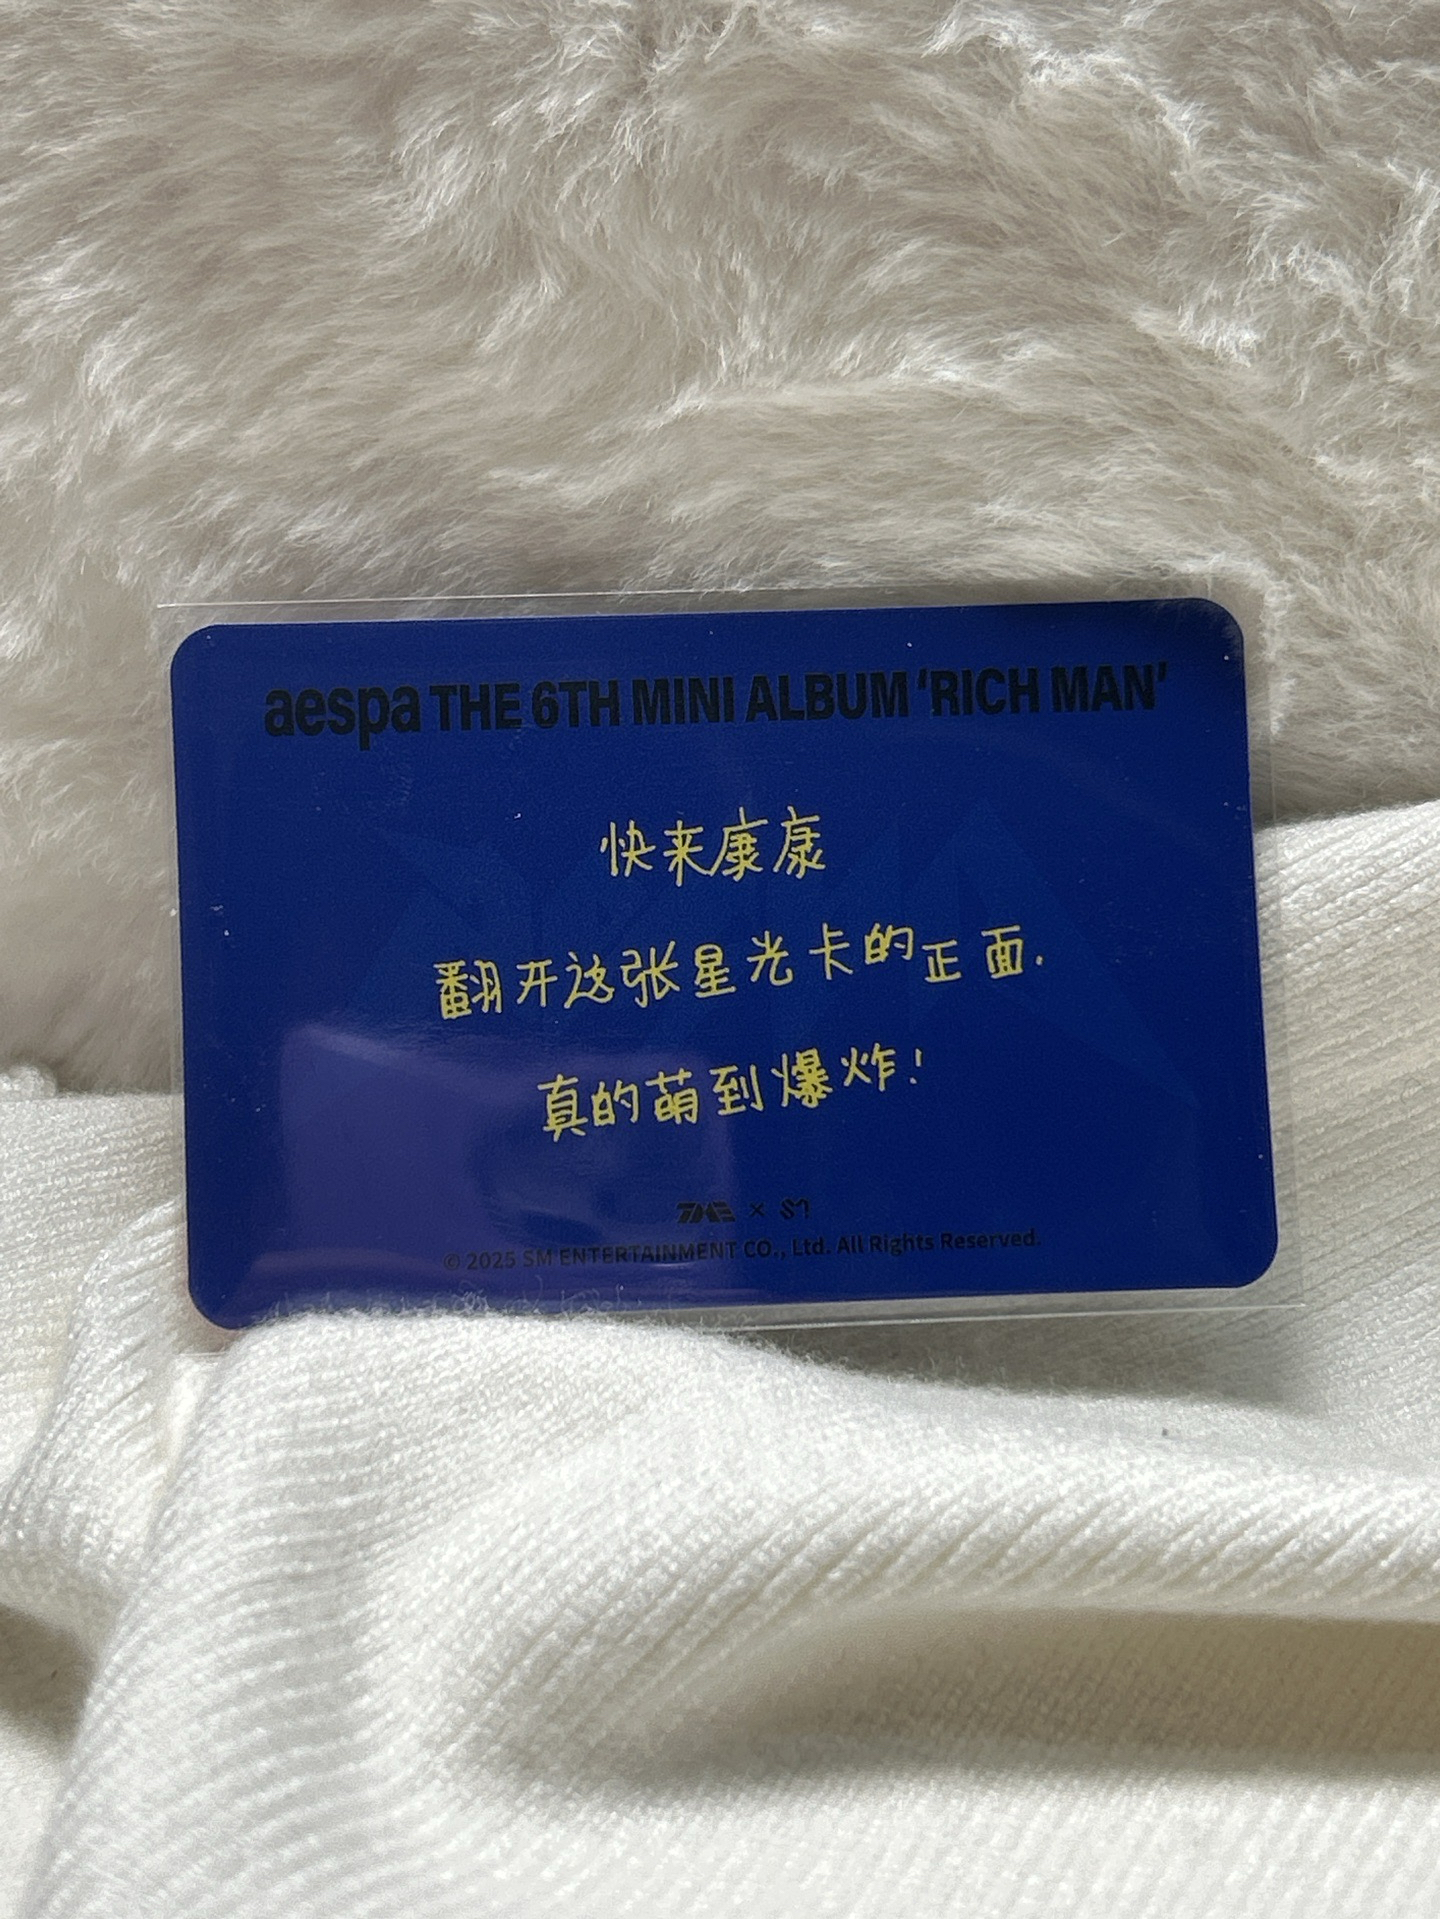 aespa THE 6TH MINI ALBUM ‘RICH MAN’
快来康康
翻开这张星光卡的正面.
真的萌到爆炸!
× SM
© 2025 SM ENTERTAINMENT CO., Ltd. All Rights Reserved.